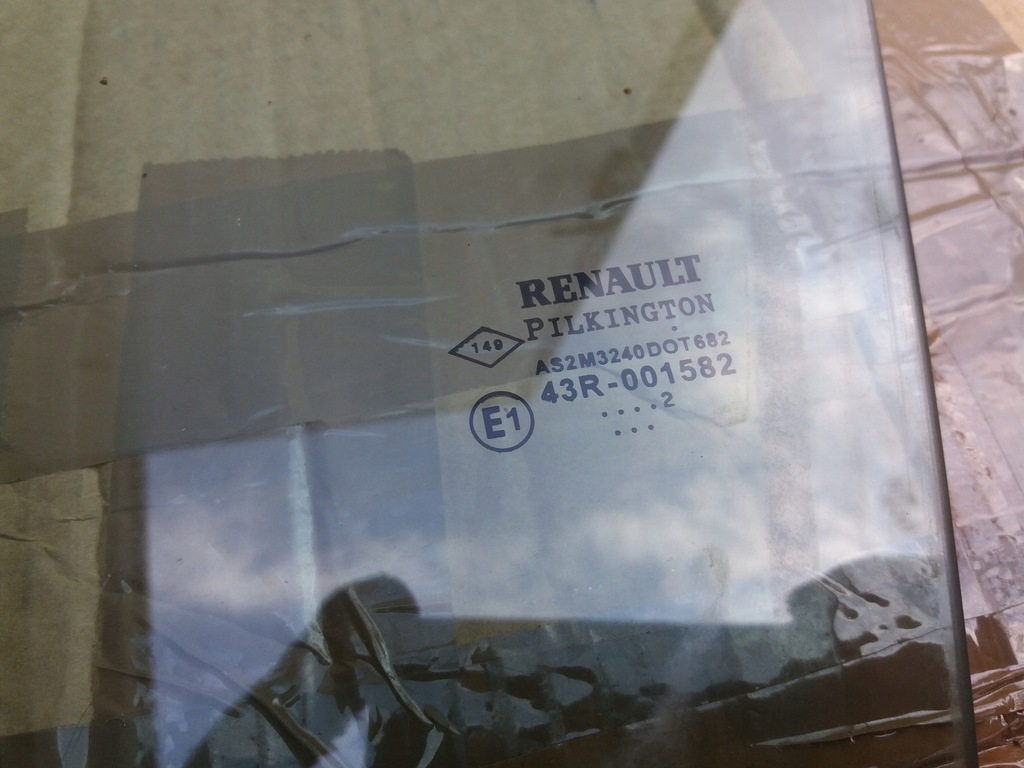 RENAULT
PILKINGTON
149
AS2M3240DOT682
43R-001582
E1
....2
...